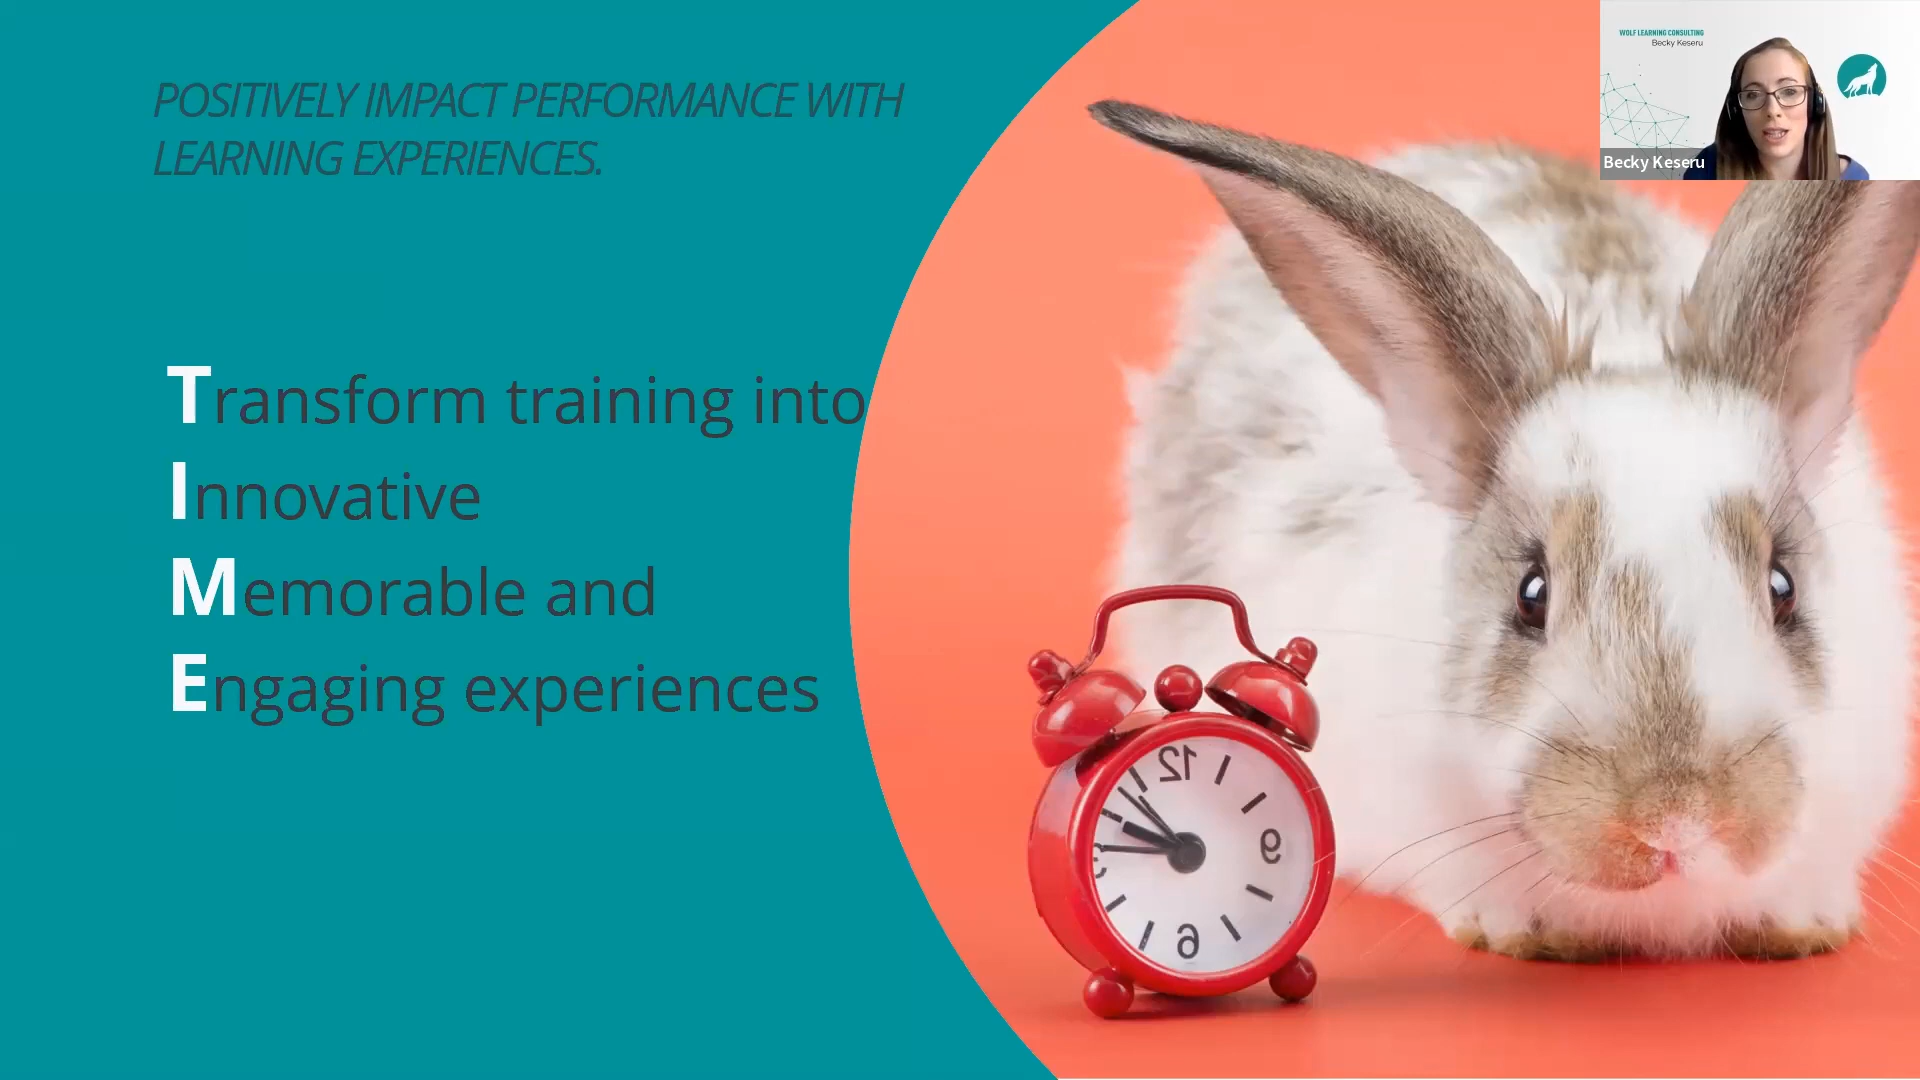 POSITIVELY IMPACT PERFORMANCE WITH
LEARNING EXPERIENCES.
Transform training into
Innovative
Memorable and
Engaging experiences
WOLF LEARNING CONSULTING
Becky Keseru
Becky Keseru
12
9
6
3